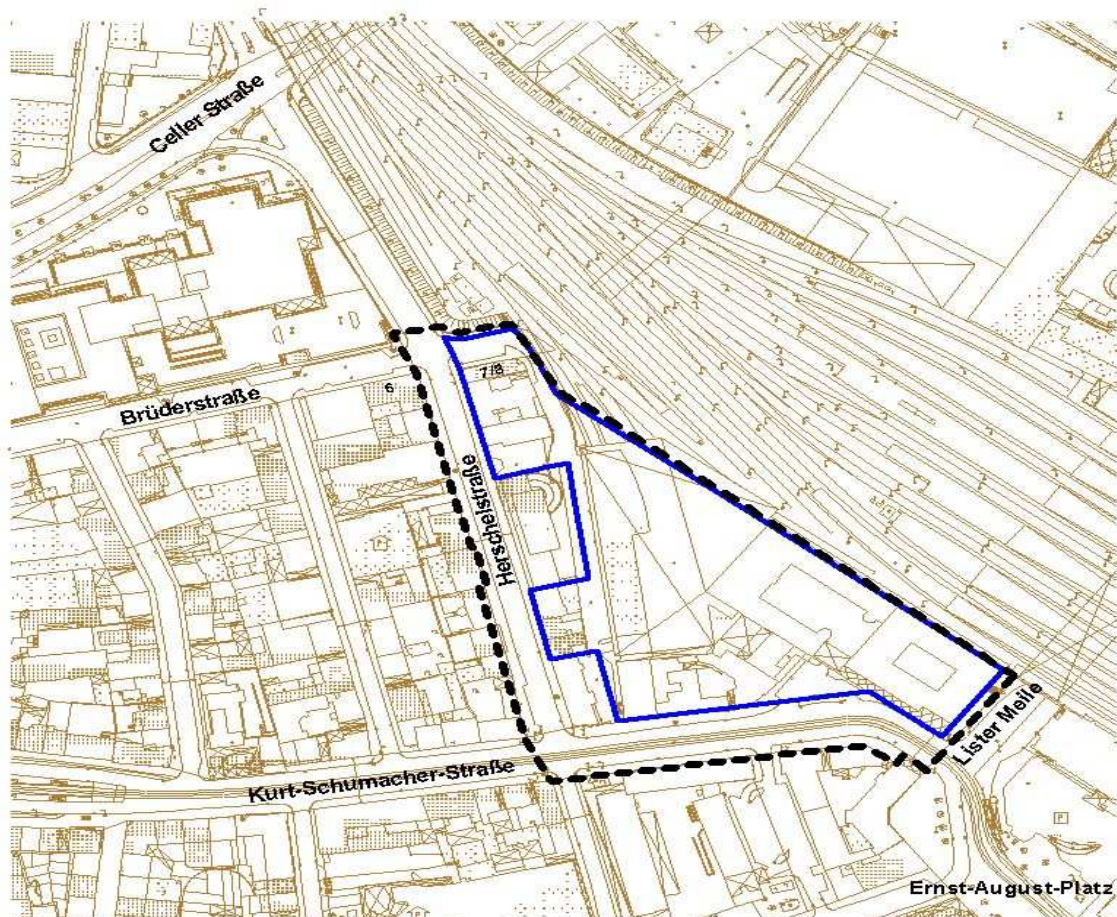 Celler Straße
7/8
6
Brüderstraße
Herschelstraße
Lister Meile
Kurt-Schumacher-Straße
Ernst-August-Platz